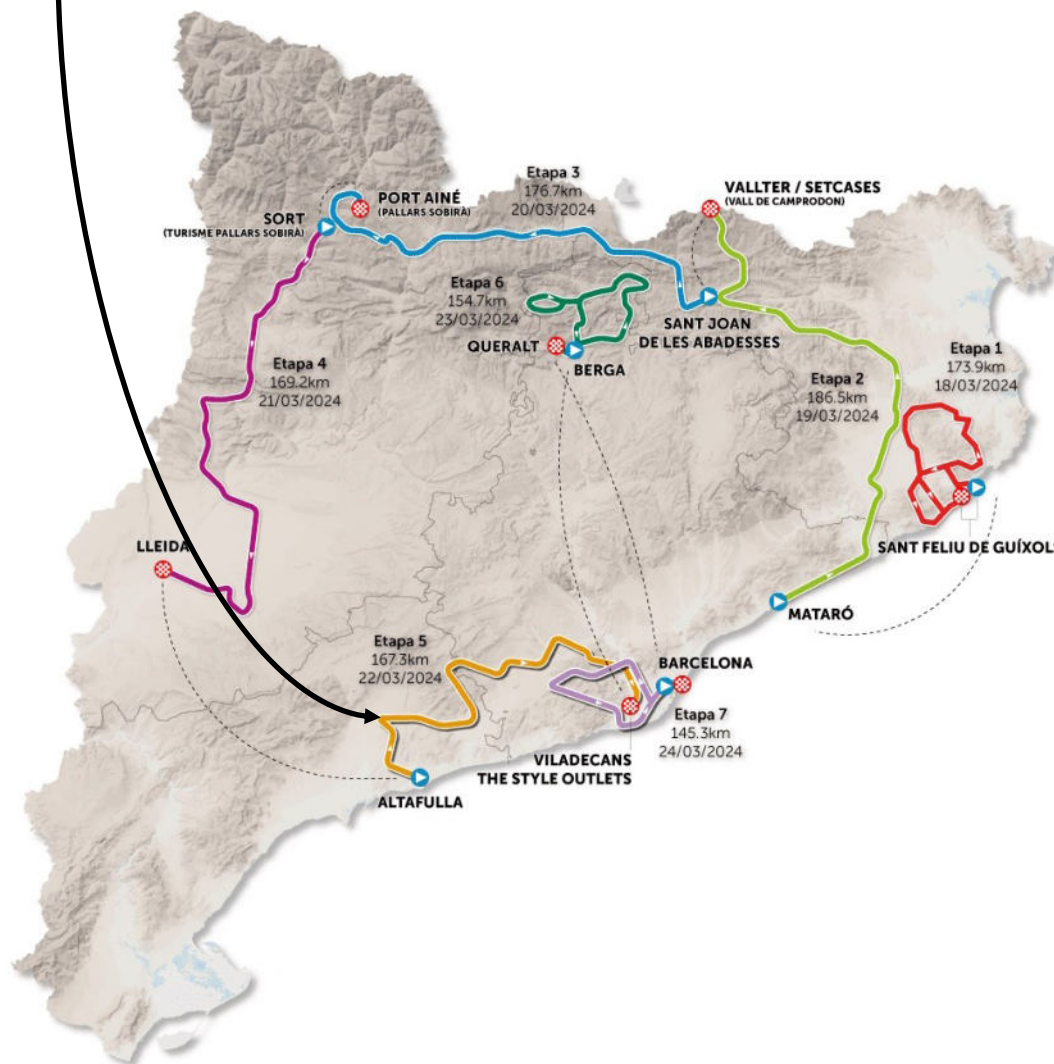 Etapa 3
176.7km
20/03/2024
VALLTER / SETCASES
(VALL DE CAMPRODON)
PORT AINÉ
(PALLARS SOBIRÀ)
SORT
(TURISME PALLARS SOBIRÀ)
Etapa 6
154.7km
23/03/2024
SANT JOAN
DE LES ABADESSES
QUERALT
BERGA
Etapa 1
173.9km
18/03/2024
Etapa 4
169.2km
21/03/2024
Etapa 2
186.5km
19/03/2024
LLEIDA
SANT FELIU DE GUÍXOLS
MATARÓ
Etapa 5
167.3km
22/03/2024
BARCELONA
Etapa 7
145.3km
24/03/2024
VILADECANS
THE STYLE OUTLETS
ALTAFULLA